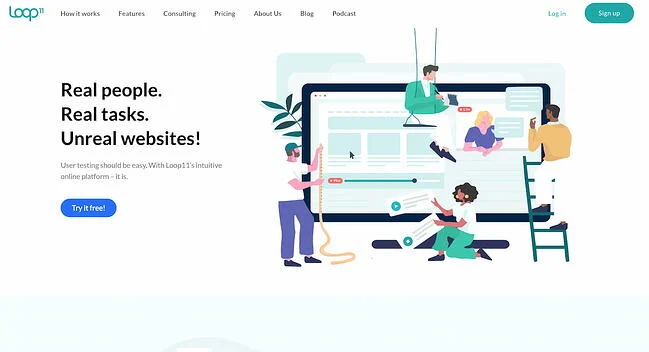 Loop11
How it works Features Consulting Pricing About Us Blog Podcast Log in Sign up
Real people.
Real tasks.
Unreal websites!
User testing should be easy. With Loop11's intuitive
online platform – it is.
Try it free!